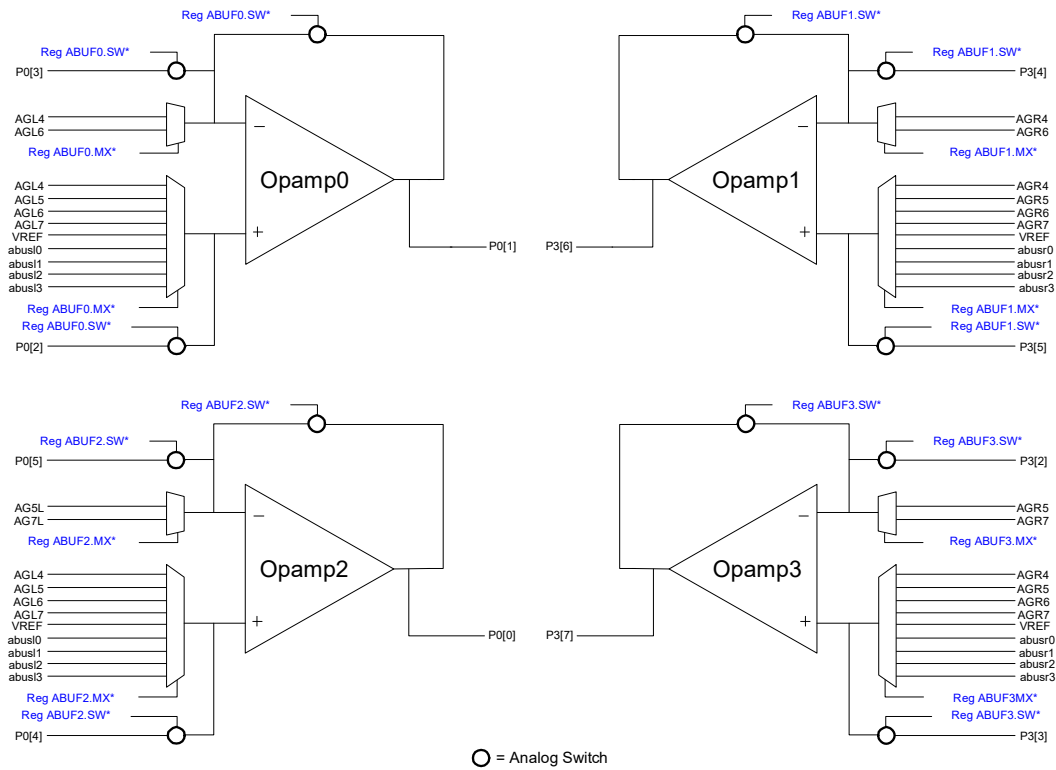 Reg ABUF0.SW*
Reg ABUF0.SW*
P0[3]
AGL4
AGL6
Reg ABUF0.MX*
AGL4
AGL5
AGL6
AGL7
VREF
abusl0
abusl1
abusl2
abusl3
Reg ABUF0.MX*
Reg ABUF0.SW*
P0[2]
−
Opamp0
+
P0[1]
Reg ABUF1.SW*
Reg ABUF1.SW*
P3[4]
AGR4
AGR6
Reg ABUF1.MX*
AGR4
AGR5
AGR6
AGR7
VREF
abusr0
abusr1
abusr2
abusr3
Reg ABUF1.MX*
Reg ABUF1.SW*
P3[5]
−
Opamp1
+
P3[6]
Reg ABUF2.SW*
Reg ABUF2.SW*
P0[5]
AG5L
AG7L
Reg ABUF2.MX*
AGL4
AGL5
AGL6
AGL7
VREF
abusl0
abusl1
abusl2
abusl3
Reg ABUF2.MX*
Reg ABUF2.SW*
P0[4]
−
Opamp2
+
P0[0]
Reg ABUF3.SW*
Reg ABUF3.SW*
P3[2]
AGR5
AGR7
Reg ABUF3.MX*
AGR4
AGR5
AGR6
AGR7
VREF
abusr0
abusr1
abusr2
abusr3
Reg ABUF3MX*
Reg ABUF3.SW*
P3[3]
−
Opamp3
+
P3[7]
= Analog Switch